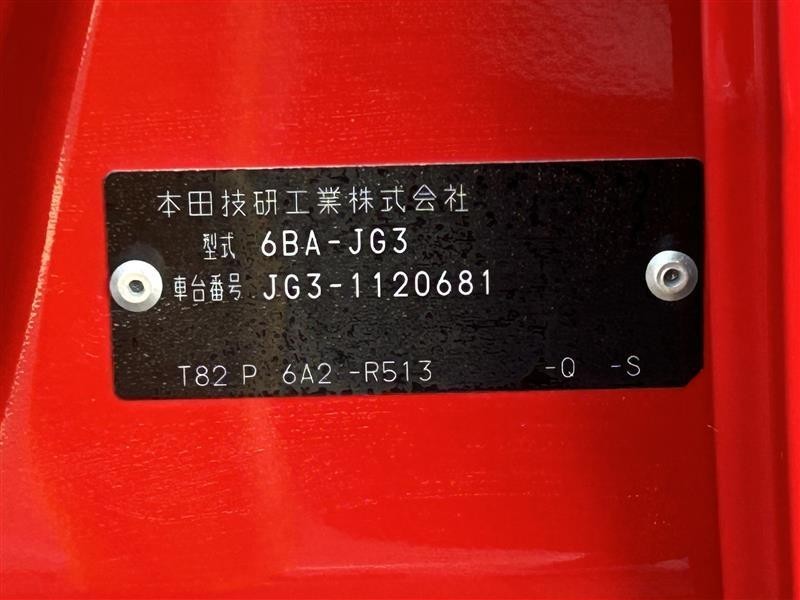 本田技研工業株式会社
型式 6BA-JG3
車台番号 JG3-1120681
T82 P 6A2 -R513 -Q -S